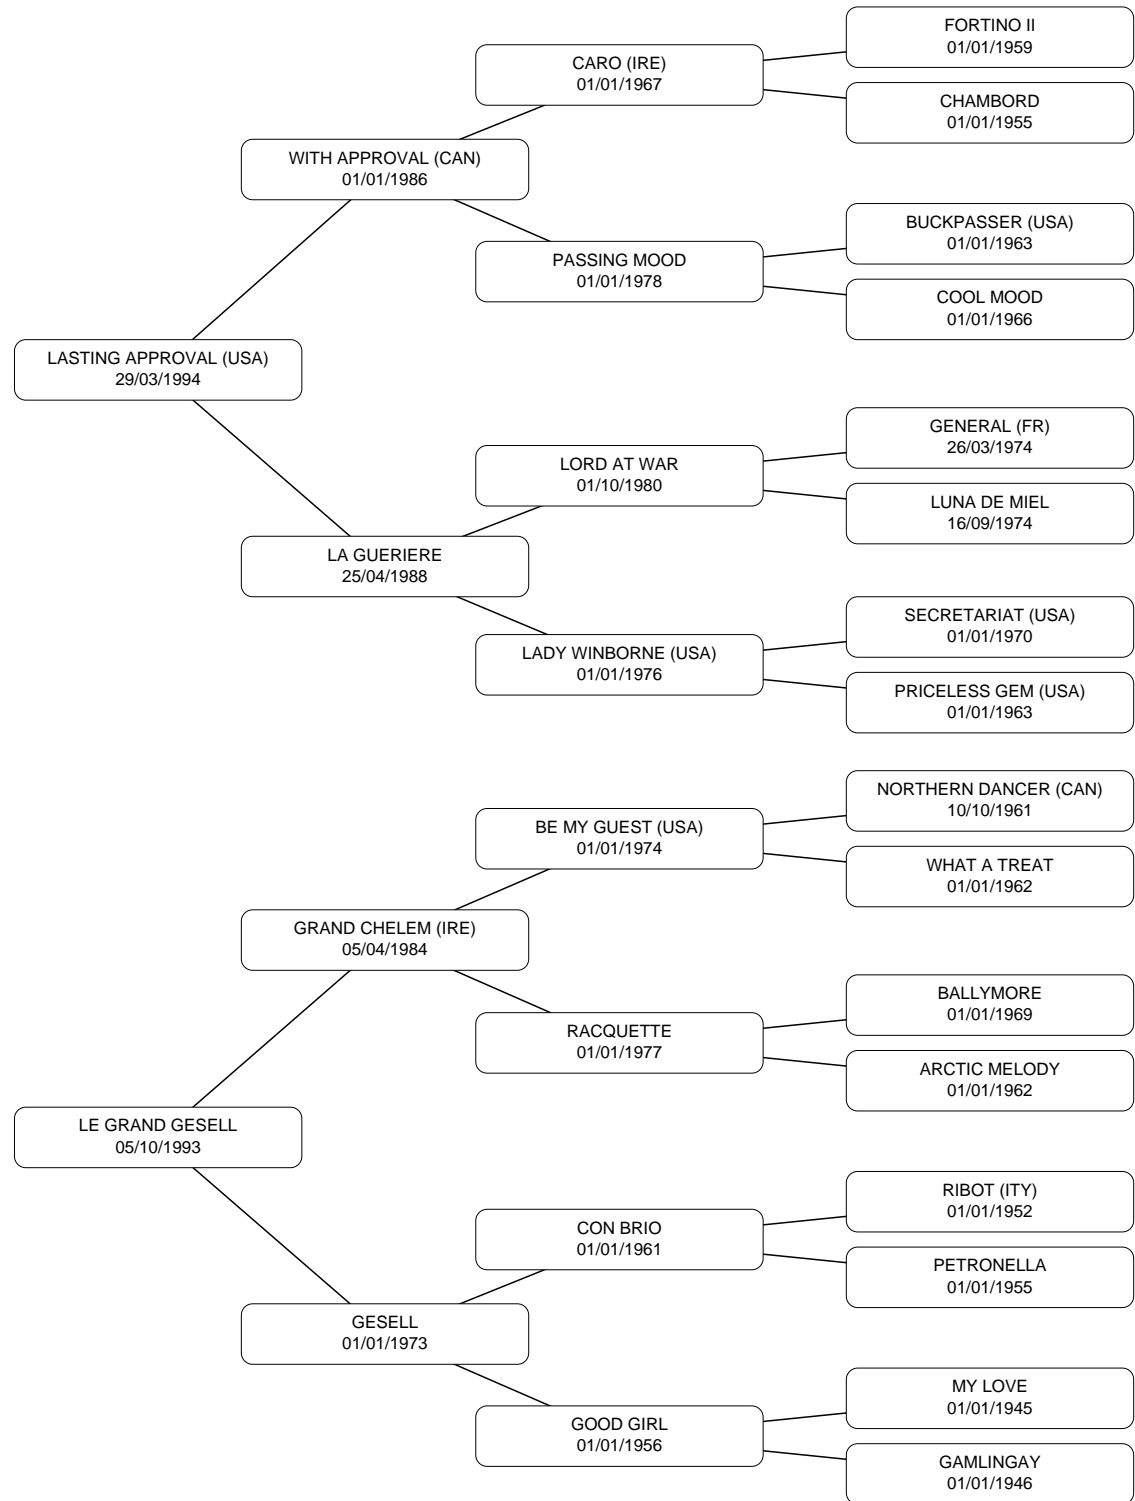 FORTINO II
01/01/1959
CARO (IRE)
01/01/1967
CHAMBORD
01/01/1955
WITH APPROVAL (CAN)
01/01/1986
BUCKPASSER (USA)
01/01/1963
PASSING MOOD
01/01/1978
COOL MOOD
01/01/1966
LASTING APPROVAL (USA)
29/03/1994
GENERAL (FR)
26/03/1974
LORD AT WAR
01/10/1980
LUNA DE MIEL
16/09/1974
LA GUERIERE
25/04/1988
SECRETARIAT (USA)
01/01/1970
LADY WINBORNE (USA)
01/01/1976
PRICELESS GEM (USA)
01/01/1963
NORTHERN DANCER (CAN)
10/10/1961
BE MY GUEST (USA)
01/01/1974
WHAT A TREAT
01/01/1962
GRAND CHELEM (IRE)
05/04/1984
BALLYMORE
01/01/1969
RACQUETTE
01/01/1977
ARCTIC MELODY
01/01/1962
LE GRAND GESELL
05/10/1993
RIBOT (ITY)
01/01/1952
CON BRIO
01/01/1961
PETRONELLA
01/01/1955
GESELL
01/01/1973
MY LOVE
01/01/1945
GOOD GIRL
01/01/1956
GAMLINGAY
01/01/1946